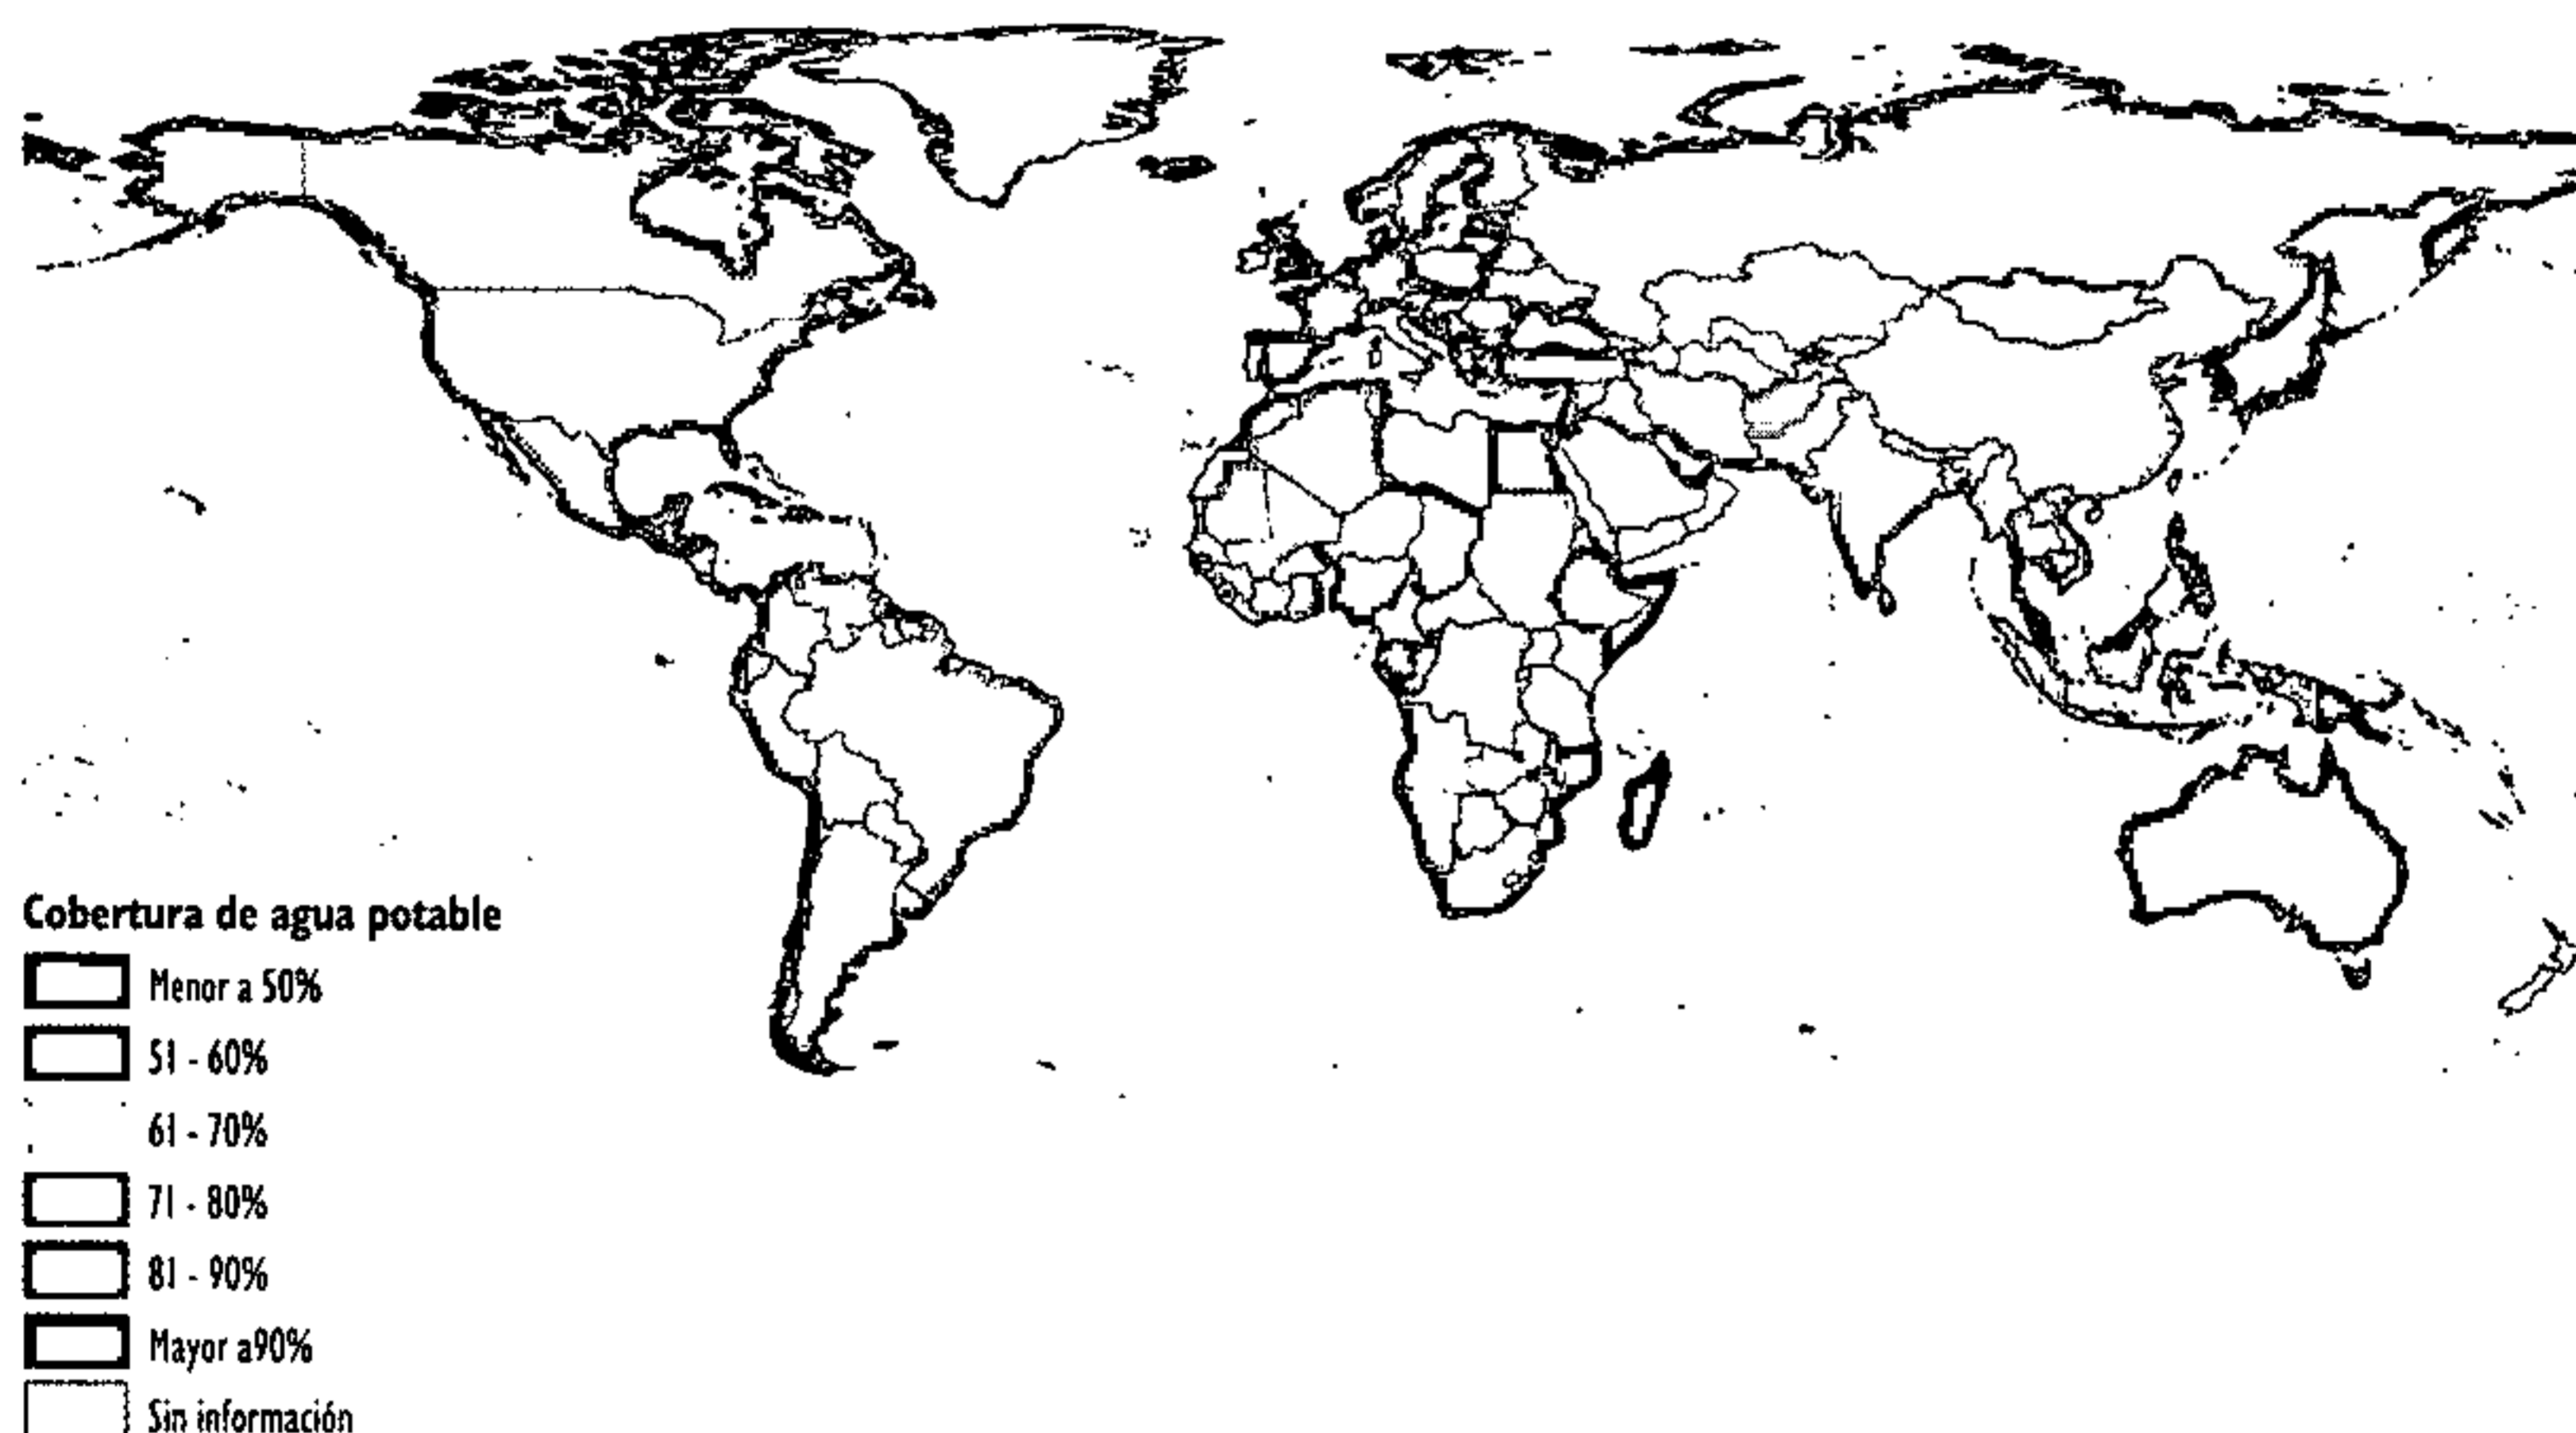 Cobertura de agua potable
Menor a 50%
51 - 60%
61 - 70%
71 - 80%
81 - 90%
Mayor a90%
Sin información